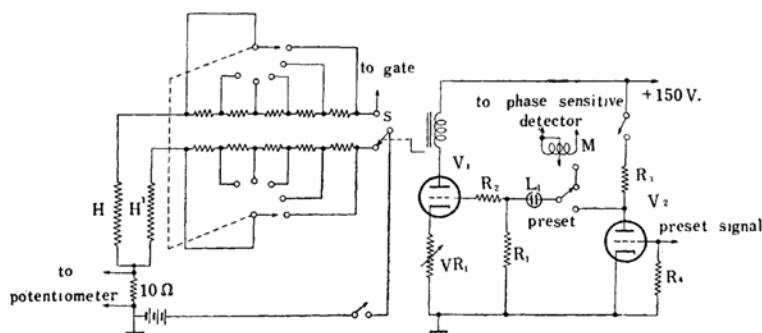 to gate
S
+150 V.
to phase sensitive
detector
M
V₁
R₂
L₁
R₃
V₂
preset
preset signal
H
H'
VR₁
R₁
R₄
to
potentiometer
10 Ω